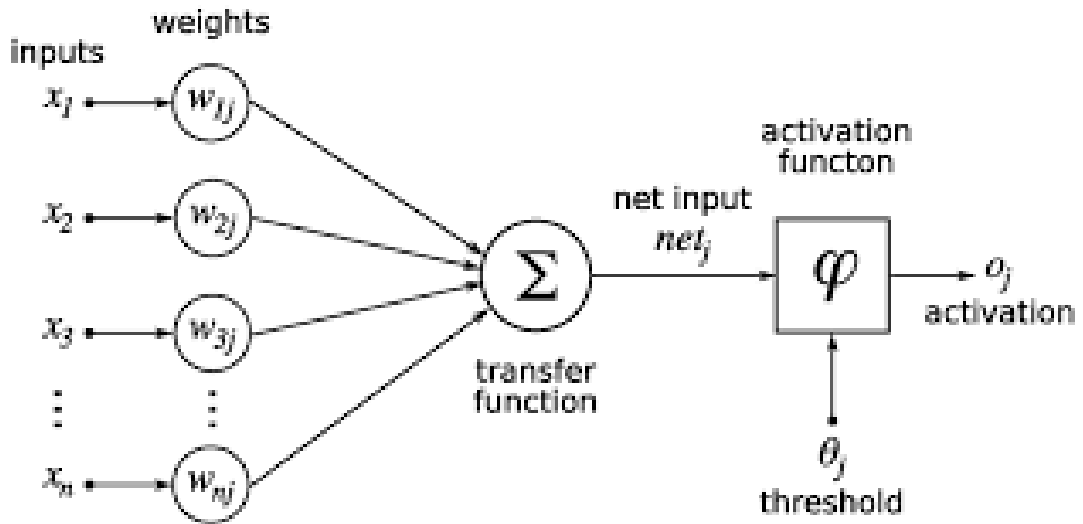 weights
inputs
x₁ w₁ⱼ
x₂ w₂ⱼ
x₃ w₃ⱼ
⋮ ⋮
xₙ wₙⱼ
Σ
transfer
function
net input
netⱼ
activation
functon
φ
oⱼ
activation
θⱼ
threshold